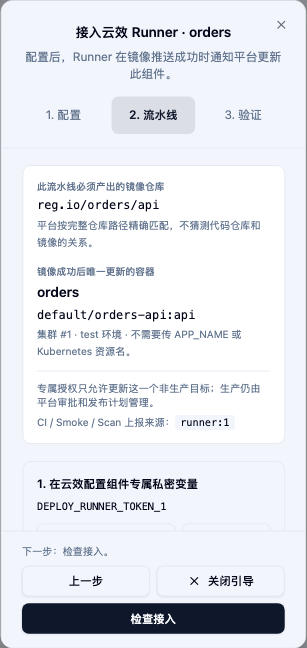 接入云效 Runner · orders
配置后，Runner 在镜像推送成功时通知平台更新
此组件。
1. 配置
2. 流水线
3. 验证
此流水线必须产出的镜像仓库
reg.io/orders/api
平台按完整仓库路径精确匹配，不猜测代码仓库和
镜像的关系。
镜像成功后唯一更新的容器
orders
default/orders-api:api
集群 #1 · test 环境 · 不需要传 APP_NAME 或
Kubernetes 资源名。
专属授权只允许更新这一个非生产目标；生产仍由
平台审批和发布计划管理。
CI / Smoke / Scan 上报来源： runner:1
1. 在云效配置组件专属私密变量
DEPLOY_RUNNER_TOKEN_1
下一步：检查接入。
上一步
关闭引导
检查接入